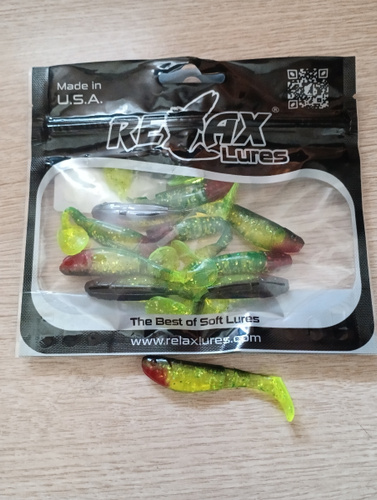 Made in
U.S.A.
RELAX®
Lures
The Best of Soft Lures
www.relaxlures.com